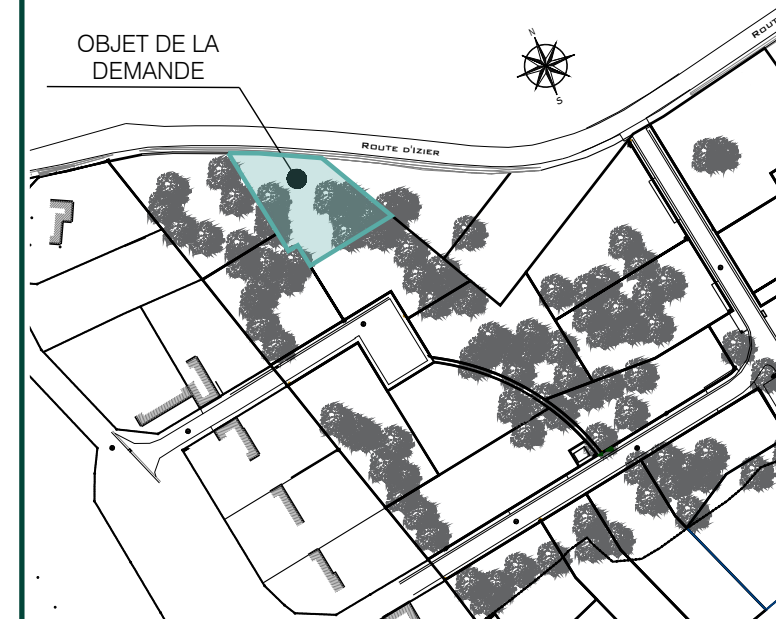 OBJET DE LA
DEMANDE
N
S
ROUTE D'IZIER
ROUT